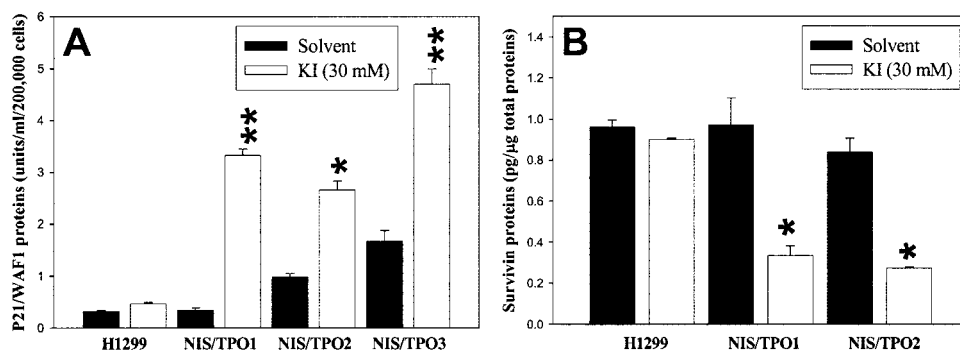 A
P21/WAF1 proteins (units/ml/200,000 cells)
6
5
4
3
2
1
0
Solvent
KI (30 mM)
**
*
**
H1299
NIS/TPO1
NIS/TPO2
NIS/TPO3
B
Survivin proteins (pg/μg total proteins)
1.4
1.2
1.0
0.8
0.6
0.4
0.2
0.0
Solvent
KI (30 mM)
*
*
H1299
NIS/TPO1
NIS/TPO2